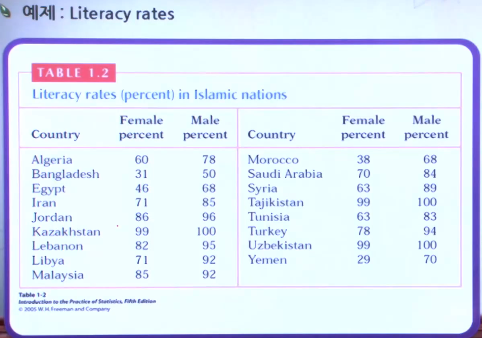 예제 : Literacy rates
TABLE 1.2
Literacy rates (percent) in Islamic nations
Country Female percent Male percent Country Female percent Male percent
Algeria 60 78 Morocco 38 68
Bangladesh 31 50 Saudi Arabia 70 84
Egypt 46 68 Syria 63 89
Iran 71 85 Tajikistan 99 100
Jordan 86 96 Tunisia 63 83
Kazakhstan 99 100 Turkey 78 94
Lebanon 82 95 Uzbekistan 99 100
Libya 71 92 Yemen 29 70
Malaysia 85 92
Table 1-2
Introduction to the Practice of Statistics, Fifth Edition
© 2005 W. H. Freeman and Company